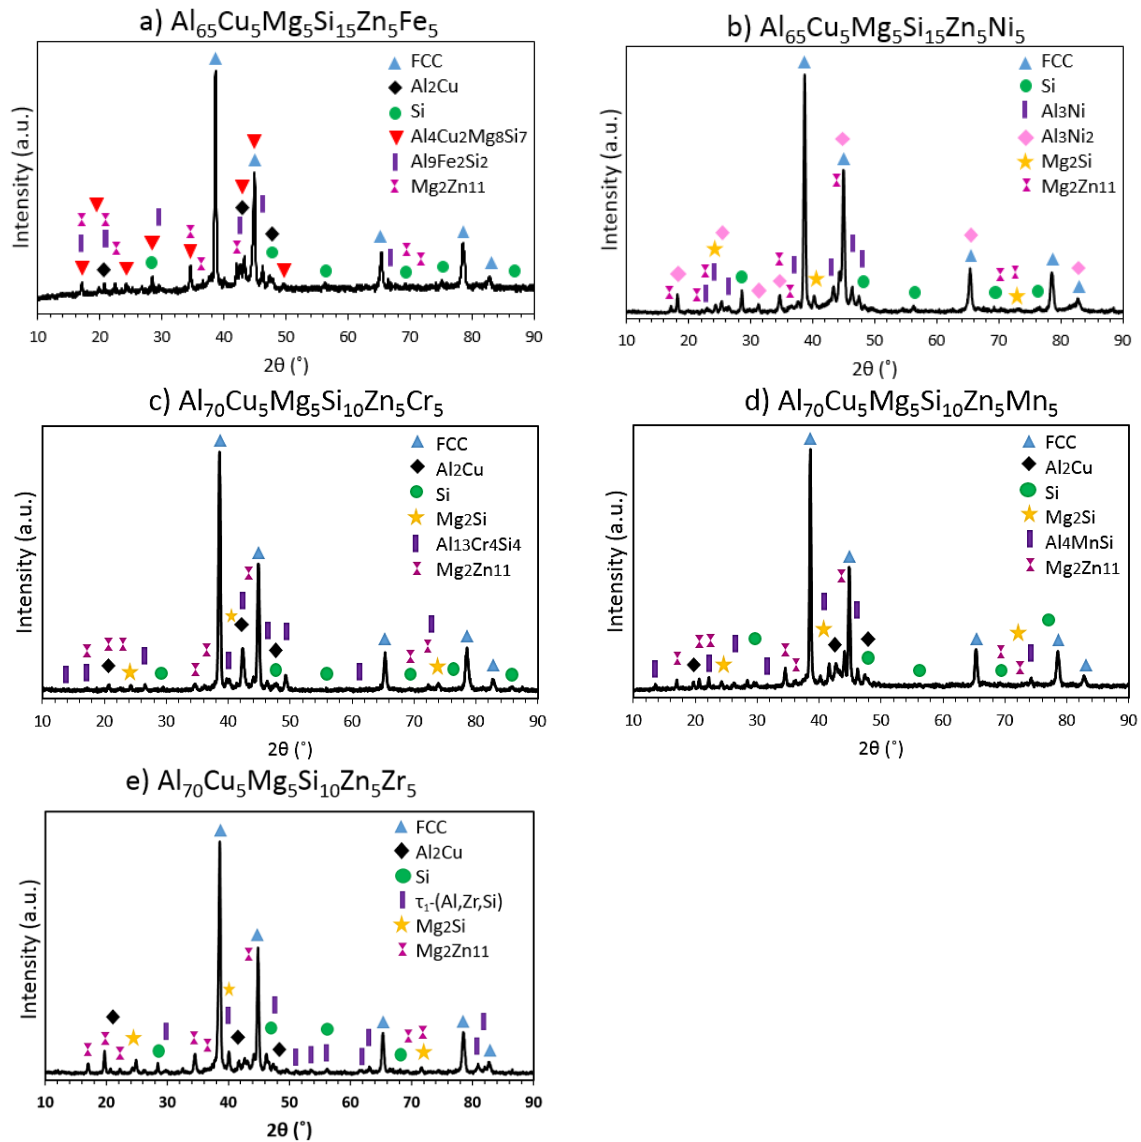 a) Al65Cu5Mg5Si15Zn5Fe5
Intensity (a.u.)
FCC
Al2Cu
Si
Al4Cu2Mg8Si7
Al9Fe2Si2
Mg2Zn11
10 20 30 40 50 60 70 80 90
2θ (˚)
b) Al65Cu5Mg5Si15Zn5Ni5
Intensity (a.u.)
FCC
Si
Al3Ni
Al3Ni2
Mg2Si
Mg2Zn11
10 20 30 40 50 60 70 80 90
2θ (˚)
c) Al70Cu5Mg5Si10Zn5Cr5
Intensity (a.u.)
FCC
Al2Cu
Si
Mg2Si
Al13Cr4Si4
Mg2Zn11
10 20 30 40 50 60 70 80 90
2θ (˚)
d) Al70Cu5Mg5Si10Zn5Mn5
Intensity (a.u.)
FCC
Al2Cu
Si
Mg2Si
Al4MnSi
Mg2Zn11
10 20 30 40 50 60 70 80 90
2θ (˚)
e) Al70Cu5Mg5Si10Zn5Zr5
Intensity (a.u.)
FCC
Al2Cu
Si
τ1-(Al,Zr,Si)
Mg2Si
Mg2Zn11
10 20 30 40 50 60 70 80 90
2θ (˚)